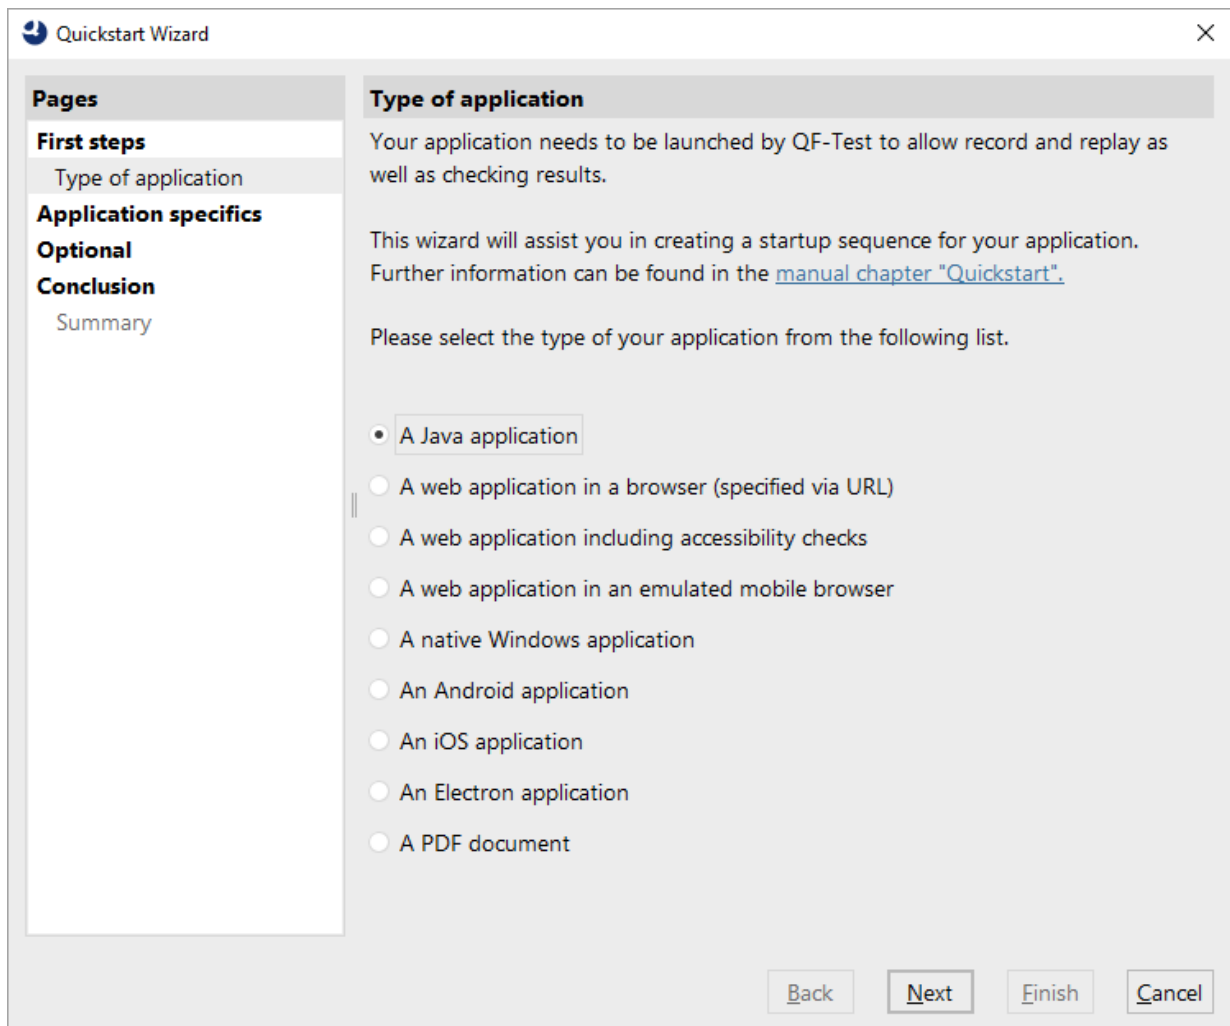 Quickstart Wizard
Pages
First steps
Type of application
Application specifics
Optional
Conclusion
Summary
Type of application
Your application needs to be launched by QF-Test to allow record and replay as
well as checking results.
This wizard will assist you in creating a startup sequence for your application.
Further information can be found in the manual chapter "Quickstart".
Please select the type of your application from the following list.
A Java application
A web application in a browser (specified via URL)
A web application including accessibility checks
A web application in an emulated mobile browser
A native Windows application
An Android application
An iOS application
An Electron application
A PDF document
Back Next Finish Cancel